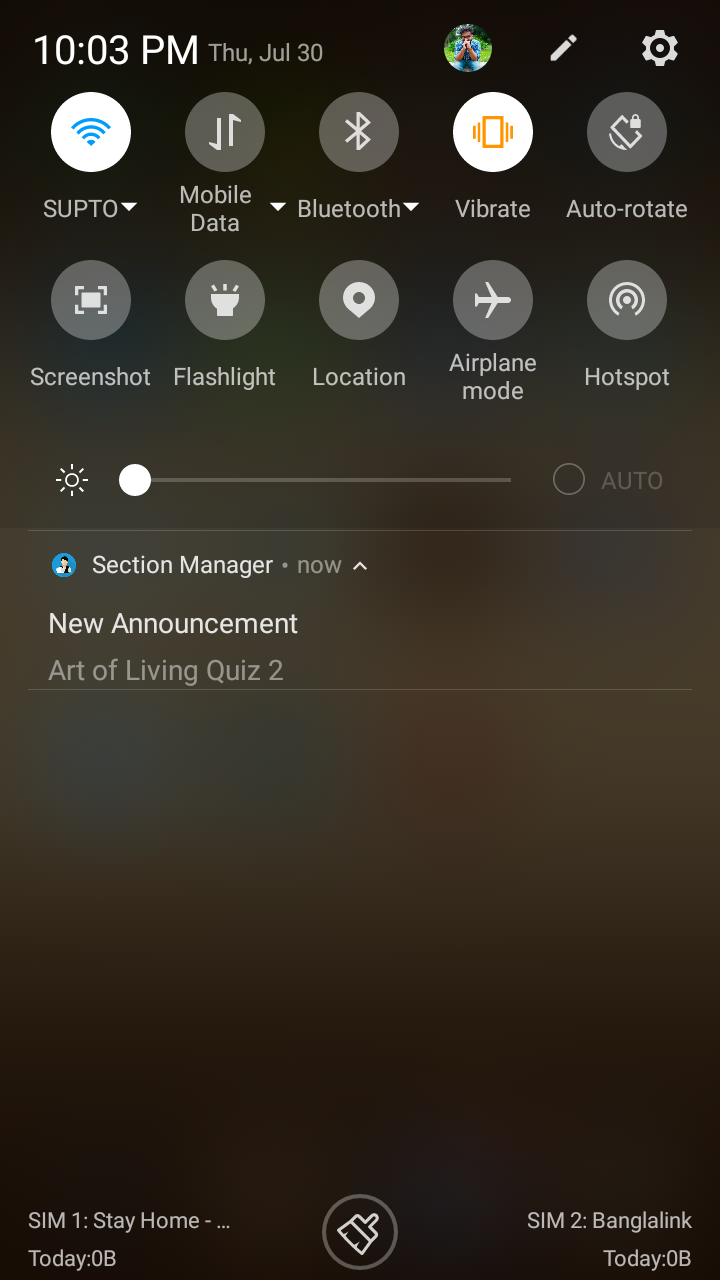 10:03 PM Thu, Jul 30
SUPTO
Mobile
Data
Bluetooth
Vibrate
Auto-rotate
Screenshot
Flashlight
Location
Airplane
mode
Hotspot
AUTO
Section Manager • now
New Announcement
Art of Living Quiz 2
SIM 1: Stay Home - ...
Today:0B
SIM 2: Banglalink
Today:0B